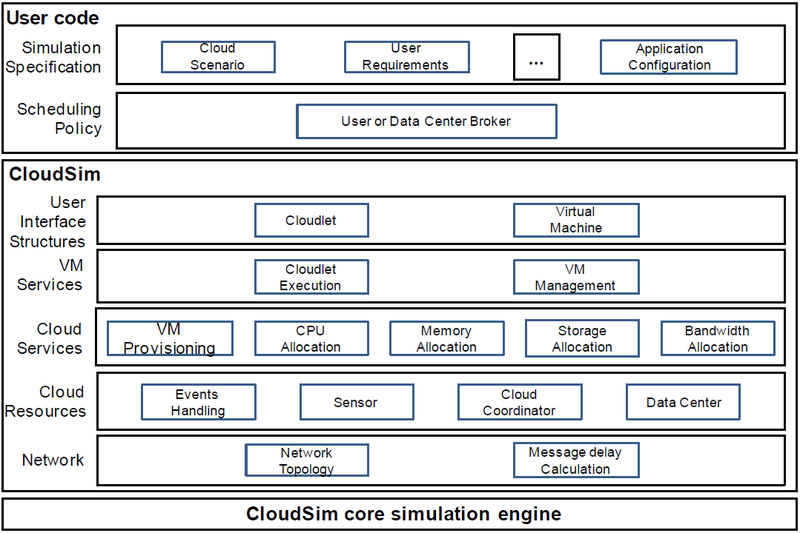 User code
Simulation
Specification
Cloud
Scenario
User
Requirements
...
Application
Configuration
Scheduling
Policy
User or Data Center Broker
CloudSim
User
Interface
Structures
Cloudlet
Virtual
Machine
VM
Services
Cloudlet
Execution
VM
Management
Cloud
Services
VM
Provisioning
CPU
Allocation
Memory
Allocation
Storage
Allocation
Bandwidth
Allocation
Cloud
Resources
Events
Handling
Sensor
Cloud
Coordinator
Data Center
Network
Network
Topology
Message delay
Calculation
CloudSim core simulation engine